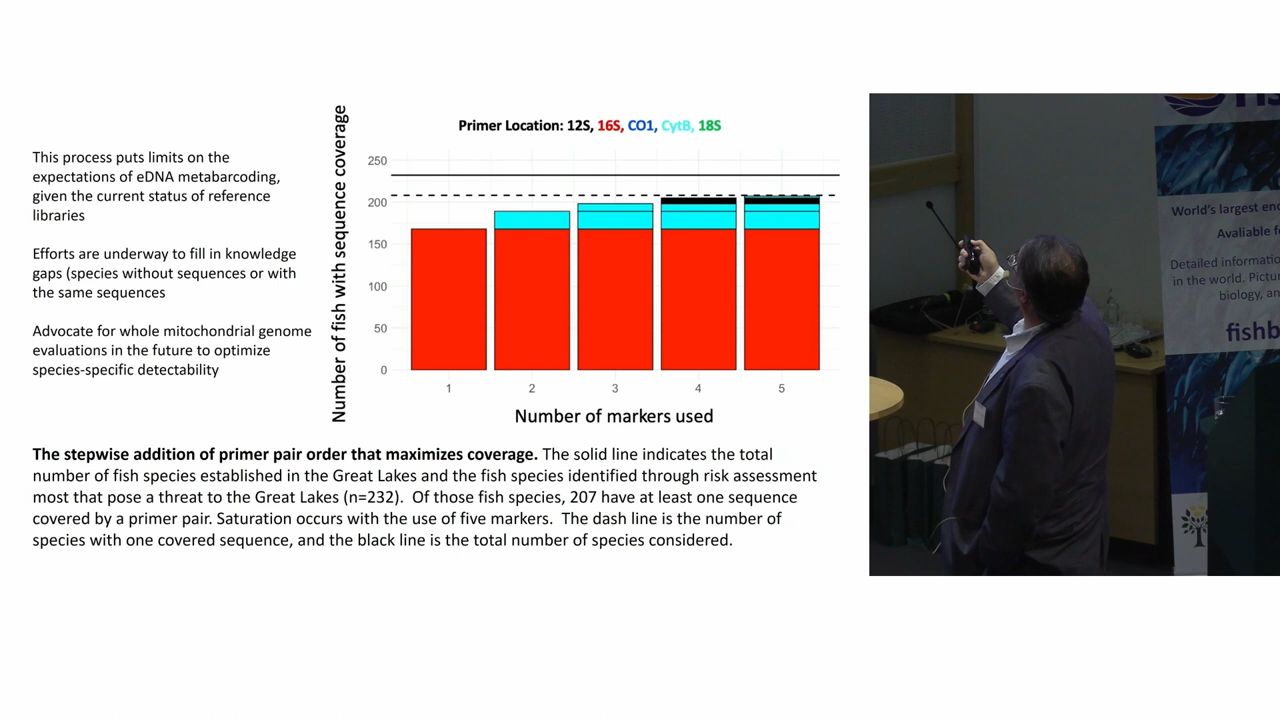 This process puts limits on the
expectations of eDNA metabarcoding,
given the current status of reference
libraries
Efforts are underway to fill in knowledge
gaps (species without sequences or with
the same sequences
Advocate for whole mitochondrial genome
evaluations in the future to optimize
species-specific detectability
Primer Location: 12S, 16S, CO1, CytB, 18S
Number of fish with sequence coverage
250
200
150
100
50
0
1 2 3 4 5
Number of markers used
The stepwise addition of primer pair order that maximizes coverage. The solid line indicates the total
number of fish species established in the Great Lakes and the fish species identified through risk assessment
most that pose a threat to the Great Lakes (n=232). Of those fish species, 207 have at least one sequence
covered by a primer pair. Saturation occurs with the use of five markers. The dash line is the number of
species with one covered sequence, and the black line is the total number of species considered.
World's largest
Avaliable
Detailed
in the world.
biology,
fishb